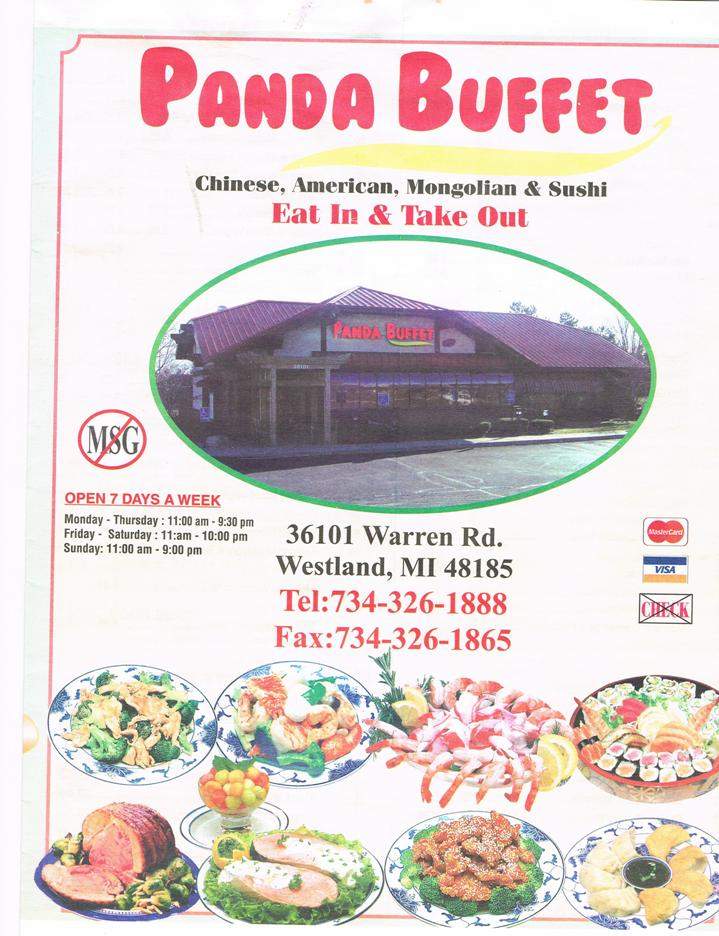 PANDA BUFFET
Chinese, American, Mongolian & Sushi
Eat In & Take Out
PANDA BUFFET
36101
MSG
OPEN 7 DAYS A WEEK
Monday - Thursday : 11:00 am - 9:30 pm
Friday - Saturday : 11:am - 10:00 pm
Sunday: 11:00 am - 9:00 pm
36101 Warren Rd.
Westland, MI 48185
Tel:734-326-1888
Fax:734-326-1865
MasterCard
VISA
CHECK